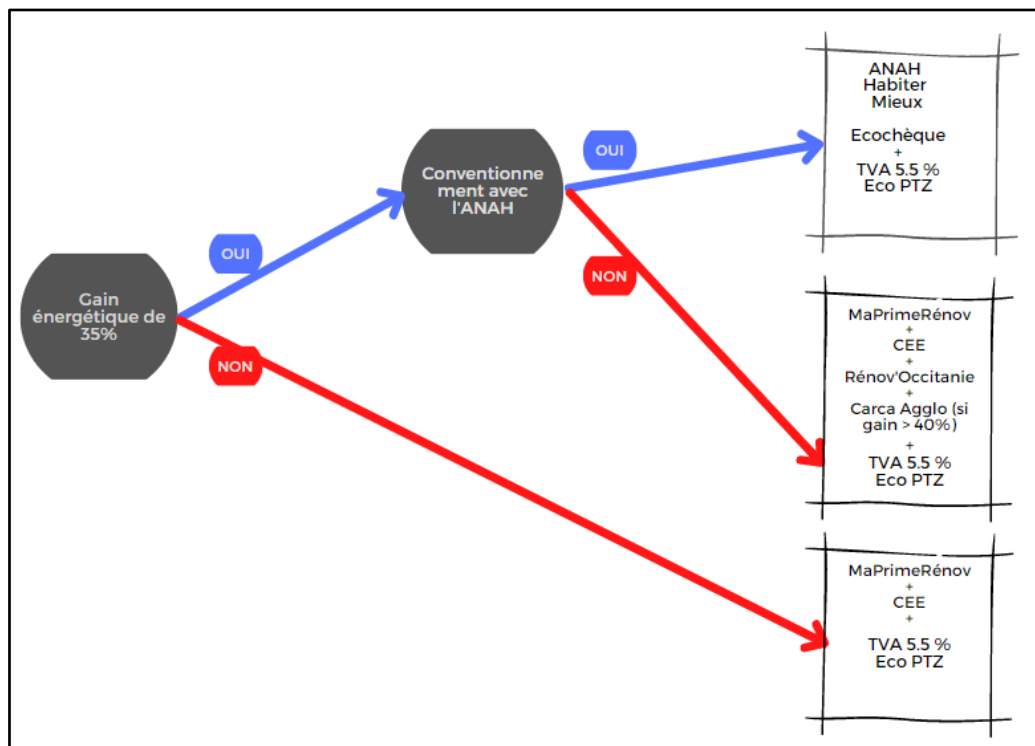 Gain
énergétique de
35%
OUI
NON
Conventionne
ment avec
l'ANAH
OUI
NON
ANAH
Habiter
Mieux
Ecochèque
+
TVA 5.5 %
Eco PTZ
MaPrimeRénov
+
CEE
+
Rénov'Occitanie
+
Carca Agglo (si
gain > 40%)
+
TVA 5.5 %
Eco PTZ
MaPrimeRénov
+
CEE
+
TVA 5.5 %
Eco PTZ